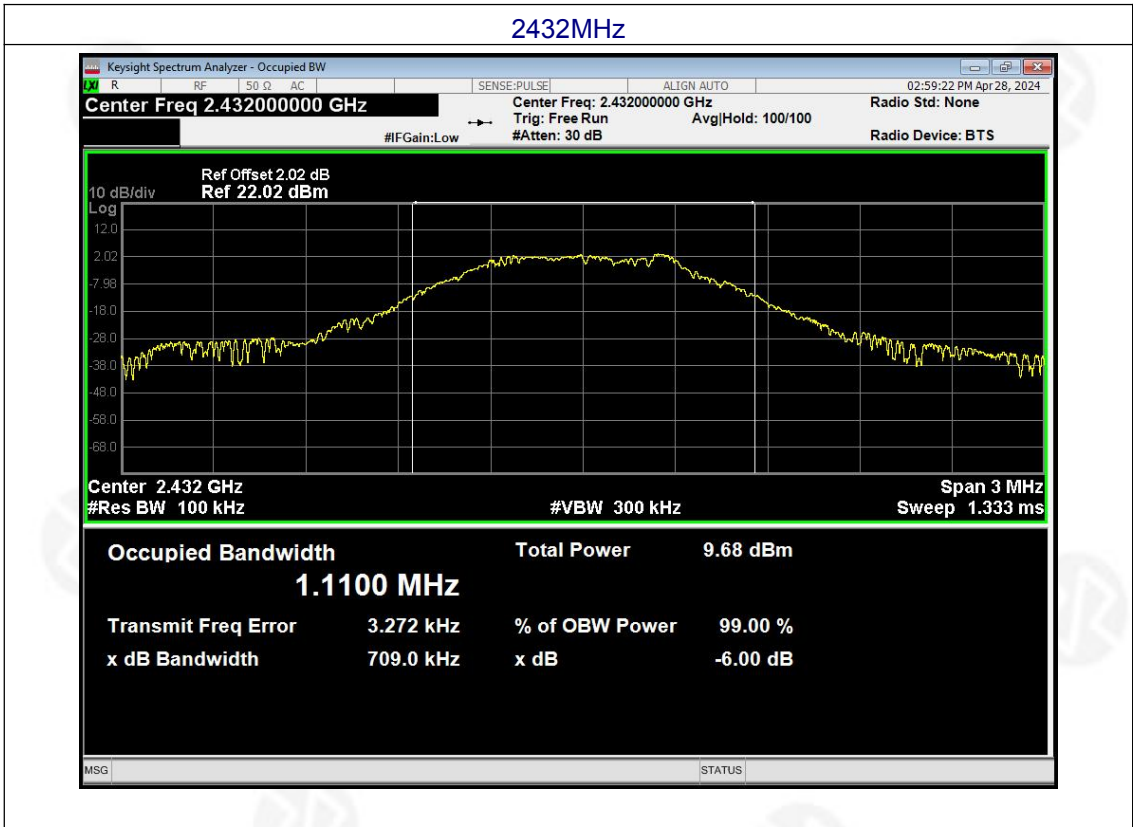 2432MHz
Keysight Spectrum Analyzer - Occupied BW
LXI R RF 50 Ω AC SENSE:PULSE ALIGN AUTO 02:59:22 PM Apr 28, 2024
Center Freq 2.432000000 GHz Center Freq: 2.432000000 GHz Radio Std: None
Trig: Free Run Avg|Hold: 100/100
#IFGain:Low #Atten: 30 dB Radio Device: BTS
Ref Offset 2.02 dB
10 dB/div Ref 22.02 dBm
Log
12.0
2.02
-7.98
-18.0
-28.0
-38.0
-48.0
-58.0
-68.0
Center 2.432 GHz Span 3 MHz
#Res BW 100 kHz #VBW 300 kHz Sweep 1.333 ms
Occupied Bandwidth Total Power 9.68 dBm
1.1100 MHz
Transmit Freq Error 3.272 kHz % of OBW Power 99.00 %
x dB Bandwidth 709.0 kHz x dB -6.00 dB
MSG STATUS